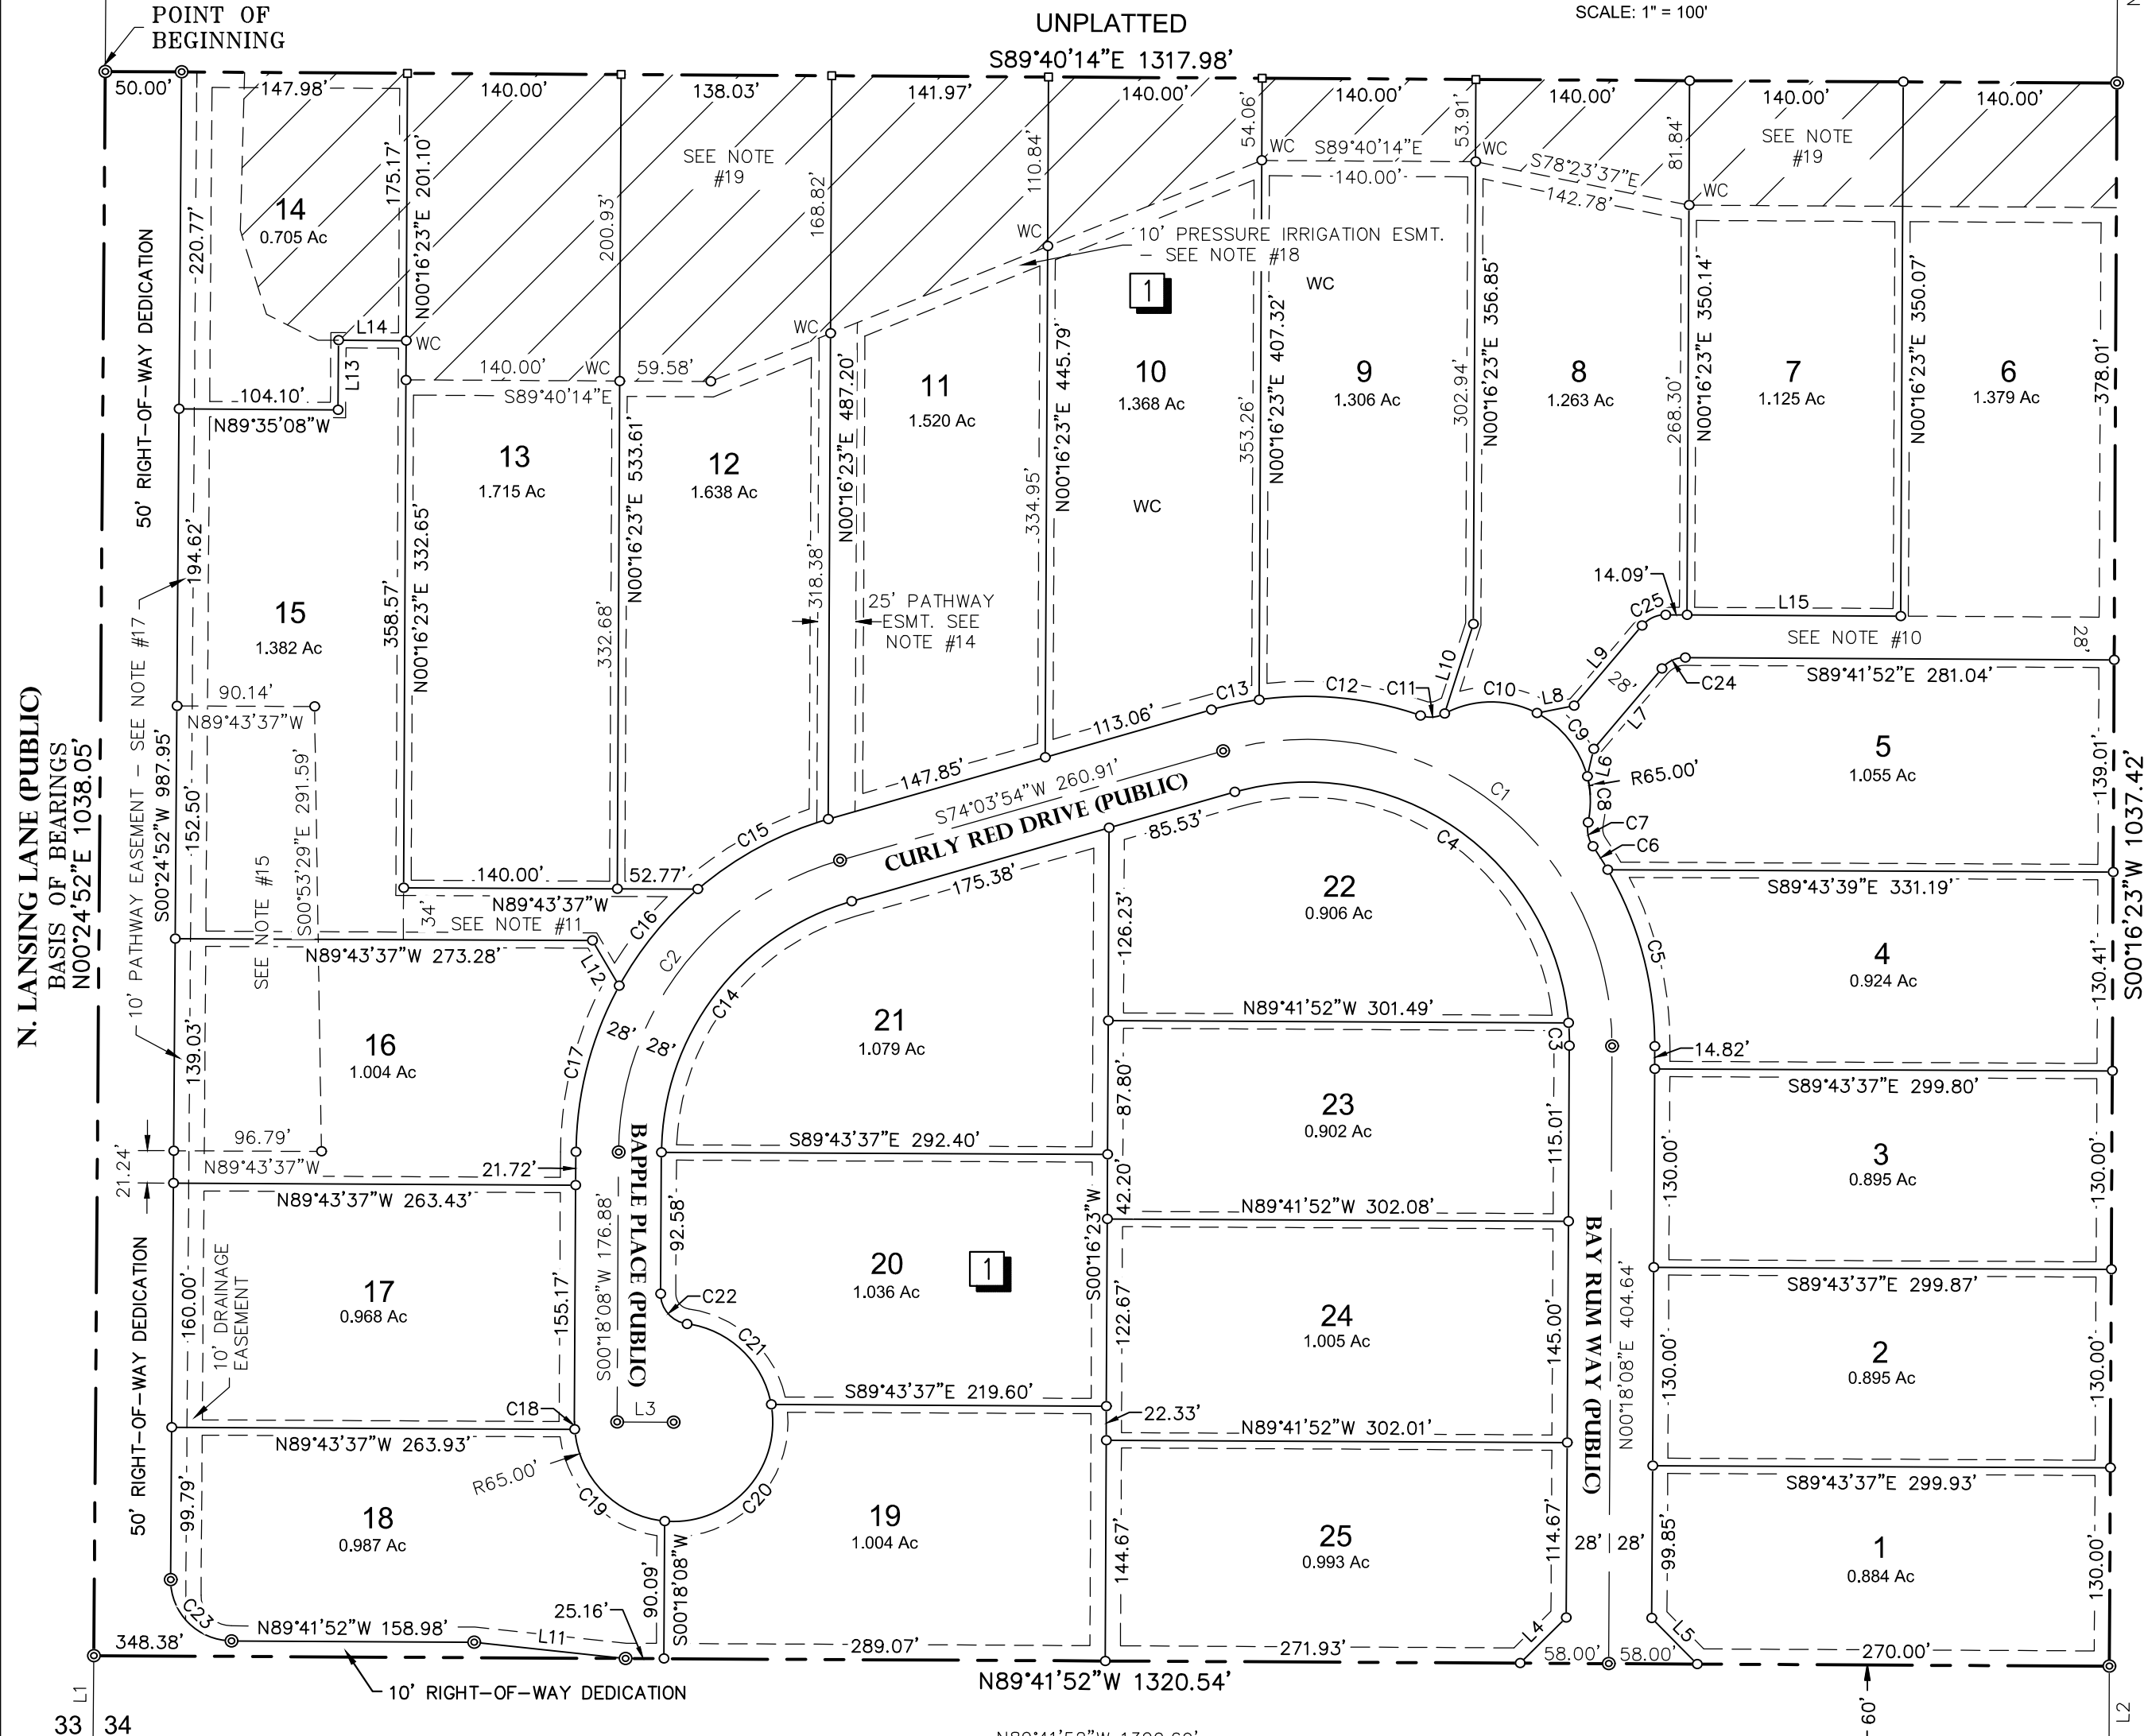 POINT OF
BEGINNING
UNPLATTED
SCALE: 1" = 100'
S89°40'14"E 1317.98'
50.00'
147.98'
140.00'
138.03'
141.97'
140.00'
140.00'
140.00'
140.00'
140.00'
54.06'
53.91'
81.84'
110.84'
168.82'
200.93'
175.17'
N00°16'23"E 201.10'
220.77'
SEE NOTE
#19
SEE NOTE
#19
WC
S89°40'14"E
WC
140.00'
S78°23'37"E
142.78'
WC
14
0.705 Ac
50' RIGHT-OF-WAY DEDICATION
WC
10' PRESSURE IRRIGATION ESMT.
- SEE NOTE #18
WC
1
L14
WC
L13
104.10'
N89°35'08"W
140.00'
WC
59.58'
WC
S89°40'14"E
11
1.520 Ac
10
1.368 Ac
9
1.306 Ac
8
1.263 Ac
7
1.125 Ac
6
1.379 Ac
N00°16'23"E 487.20'
N00°16'23"E 445.79'
N00°16'23"E 407.32'
N00°16'23"E 356.85'
N00°16'23"E 350.14'
N00°16'23"E 350.07'
378.01'
353.26'
302.94'
268.30'
334.95'
WC
13
1.715 Ac
12
1.638 Ac
N00°16'23"E 533.61'
N00°16'23"E 332.65'
358.57'
332.68'
318.38'
194.62'
15
1.382 Ac
25' PATHWAY
ESMT. SEE
NOTE #14
14.09'
C25
L15
SEE NOTE #10
28'
L9
28'
L10
S89°41'52"E 281.04'
C24
L7
L8
C9
C10
C11
C12
C13
113.06'
147.85'
90.14'
N89°43'37"W
S00°53'29"E 291.59'
152.50'
S00°24'52"W 987.95'
10' PATHWAY EASEMENT - SEE NOTE #17
N. LANSING LANE (PUBLIC)
BASIS OF BEARINGS
N00°24'52"E 1038.05'
L6
R65.00'
C8
C7
C6
5
1.055 Ac
139.01'
S00°16'23"W 1037.42'
C1
S74°03'54"W 260.91'
CURLY RED DRIVE (PUBLIC)
C15
85.53'
175.38'
C4
140.00'
52.77'
N89°43'37"W
34'
SEE NOTE #11
C16
SEE NOTE #15
N89°43'37"W 273.28'
L12
C2
22
0.906 Ac
126.23'
S89°43'39"E 331.19'
C5
4
0.924 Ac
130.41'
C14
21
1.079 Ac
N89°41'52"W 301.49'
C3
28'
28'
C17
16
1.004 Ac
139.03'
14.82'
S89°43'37"E 299.80'
87.80'
23
0.902 Ac
115.01'
96.79'
N89°43'37"W
21.24'
21.72'
S89°43'37"E 292.40'
N89°43'37"W 263.43'
3
0.895 Ac
130.00'
130.00'
42.20'
N89°41'52"W 302.08'
BAPPLE PLACE (PUBLIC)
S00°18'08"W 176.88'
92.58'
S00°16'23"W
50' RIGHT-OF-WAY DEDICATION
10' DRAINAGE
EASEMENT
160.00'
17
0.968 Ac
155.17'
20
1.036 Ac
1
C22
C21
122.67'
24
1.005 Ac
145.00'
BAY RUM WAY (PUBLIC)
N00°18'08"E 404.64'
S89°43'37"E 299.87'
2
0.895 Ac
130.00'
130.00'
S89°43'37"E 219.60'
L3
C18
22.33'
N89°43'37"W 263.93'
N89°41'52"W 302.01'
R65.00'
C19
C20
S89°43'37"E 299.93'
99.79'
18
0.987 Ac
19
1.004 Ac
144.67'
25
0.993 Ac
114.67'
28'
28'
99.85'
1
0.884 Ac
130.00'
90.09'
S00°18'08"W
C23
N89°41'52"W 158.98'
L11
25.16'
348.38'
289.07'
271.93'
L4
58.00'
58.00'
L5
270.00'
N89°41'52"W 1320.54'
10' RIGHT-OF-WAY DEDICATION
L1
33
34
60'
L2